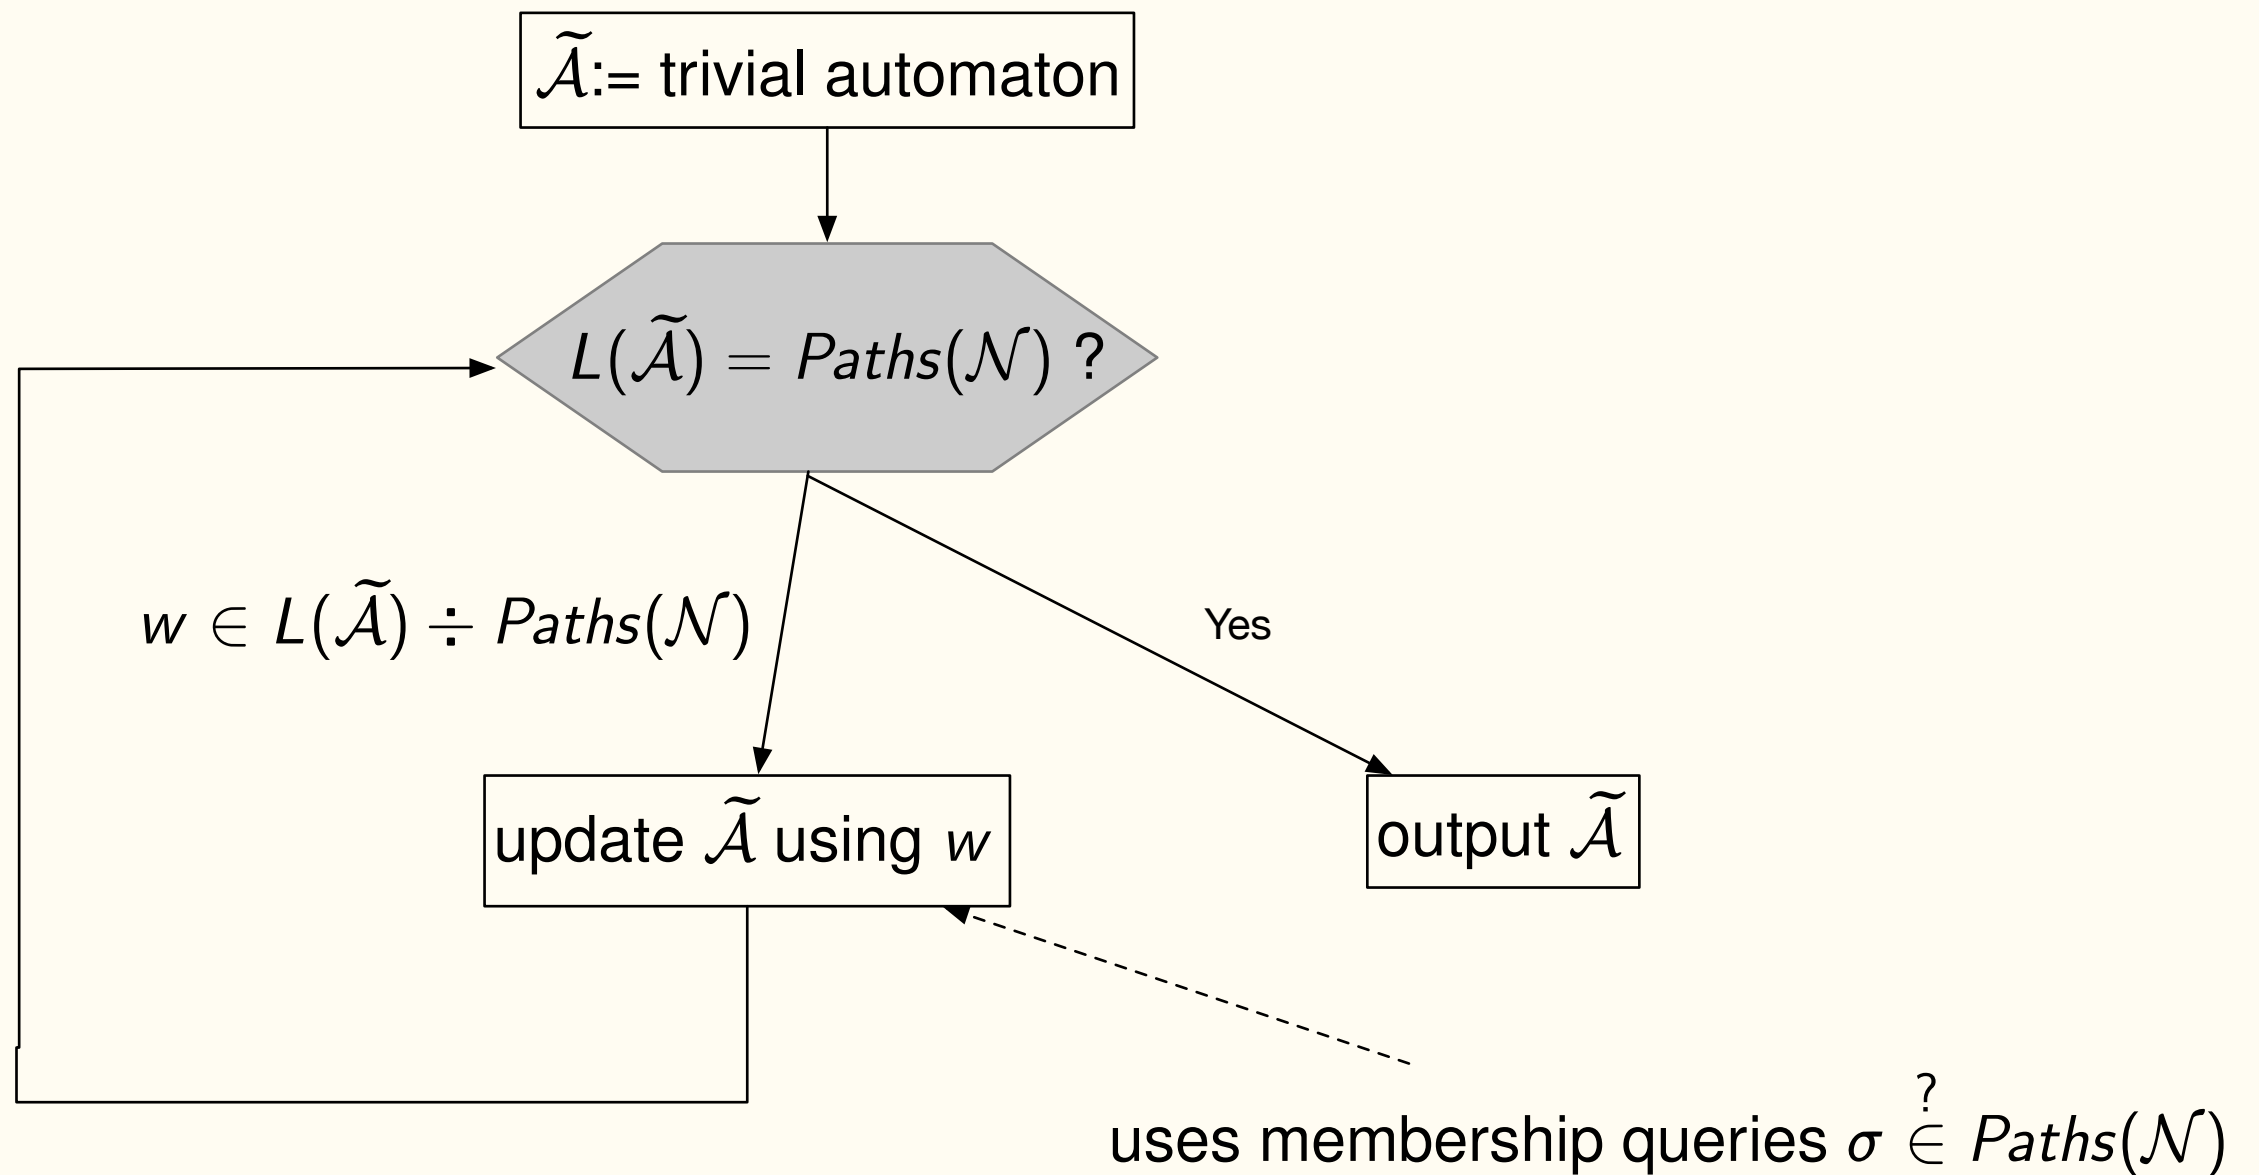 𝒜̃:= trivial automaton
L(𝒜̃) = Paths(𝒩) ?
w ∈ L(𝒜̃) ÷ Paths(𝒩)
Yes
update 𝒜̃ using w
output 𝒜̃
uses membership queries σ ∈? Paths(𝒩)